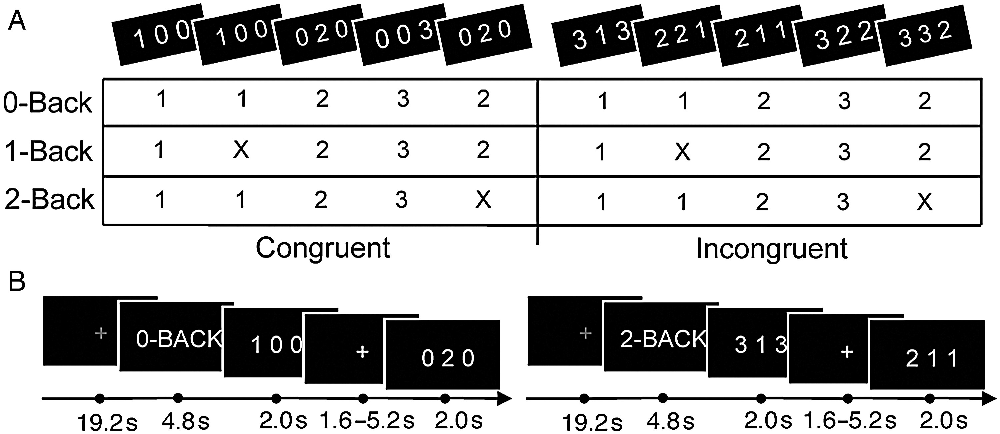 A
1 0 0 1 0 0 0 2 0 0 0 3 0 2 0 3 1 3 2 2 1 2 1 1 3 2 2 3 3 2
0-Back 1 1 2 3 2 1 1 2 3 2
1-Back 1 X 2 3 2 1 X 2 3 2
2-Back 1 1 2 3 X 1 1 2 3 X
Congruent Incongruent
B
+ 0-BACK 1 0 0 + 0 2 0 + 2-BACK 3 1 3 + 2 1 1
19.2s 4.8s 2.0s 1.6–5.2s 2.0s 19.2s 4.8s 2.0s 1.6–5.2s 2.0s